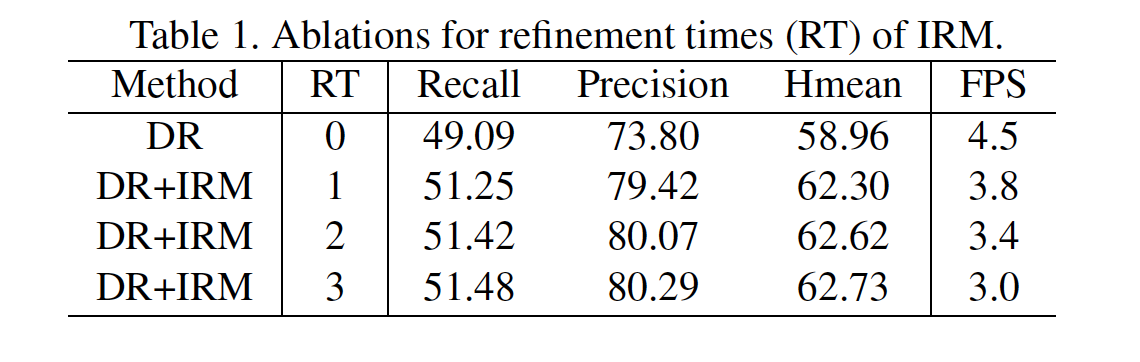 Table 1. Ablations for refinement times (RT) of IRM.
Method RT Recall Precision Hmean FPS
DR 0 49.09 73.80 58.96 4.5
DR+IRM 1 51.25 79.42 62.30 3.8
DR+IRM 2 51.42 80.07 62.62 3.4
DR+IRM 3 51.48 80.29 62.73 3.0